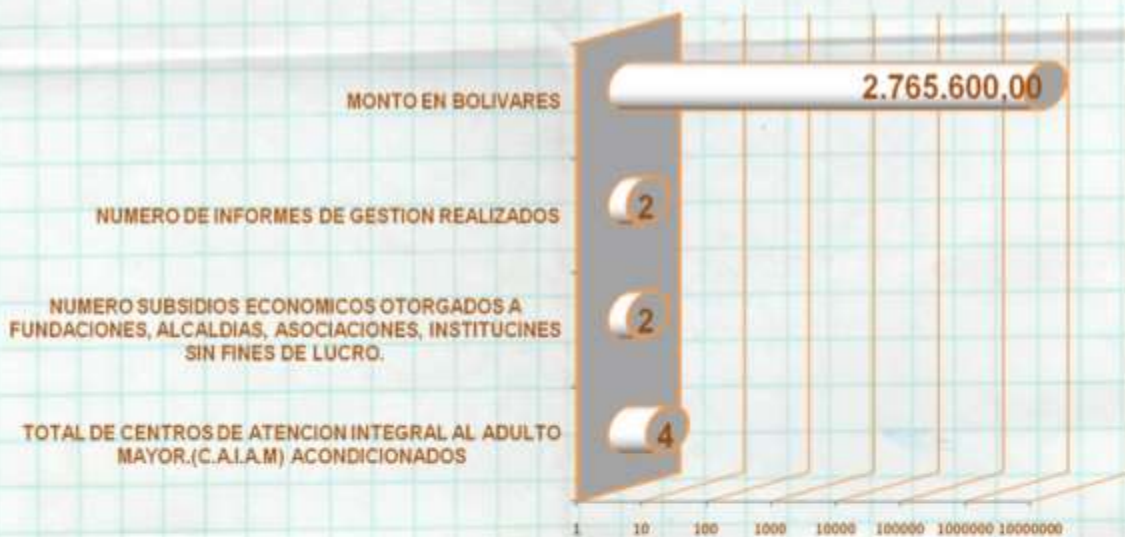 MONTO EN BOLIVARES
2.765.600,00
NUMERO DE INFORMES DE GESTION REALIZADOS
2
NUMERO SUBSIDIOS ECONOMICOS OTORGADOS A
FUNDACIONES, ALCALDIAS, ASOCIACIONES, INSTITUCINES
SIN FINES DE LUCRO.
2
TOTAL DE CENTROS DE ATENCION INTEGRAL AL ADULTO
MAYOR.(C.A.I.A.M) ACONDICIONADOS
4
1 10 100 1000 10000 100000 1000000 10000000